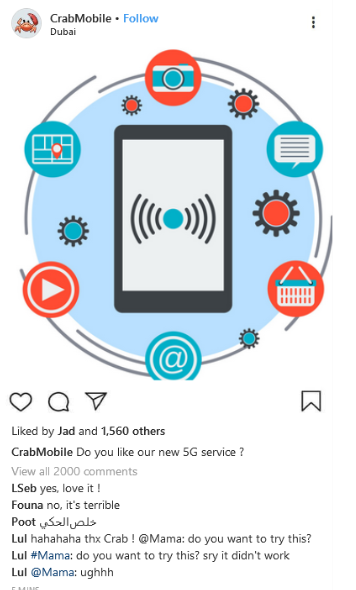 CrabMobile • Follow
Dubai
@
Liked by Jad and 1,560 others
CrabMobile Do you like our new 5G service ?
View all 2000 comments
LSeb yes, love it !
Founa no, it's terrible
Poot خلص الحكي
Lul hahahaha thx Crab ! @Mama: do you want to try this?
Lul #Mama: do you want to try this? sry it didn't work
Lul @Mama: ughhh
5 MINS